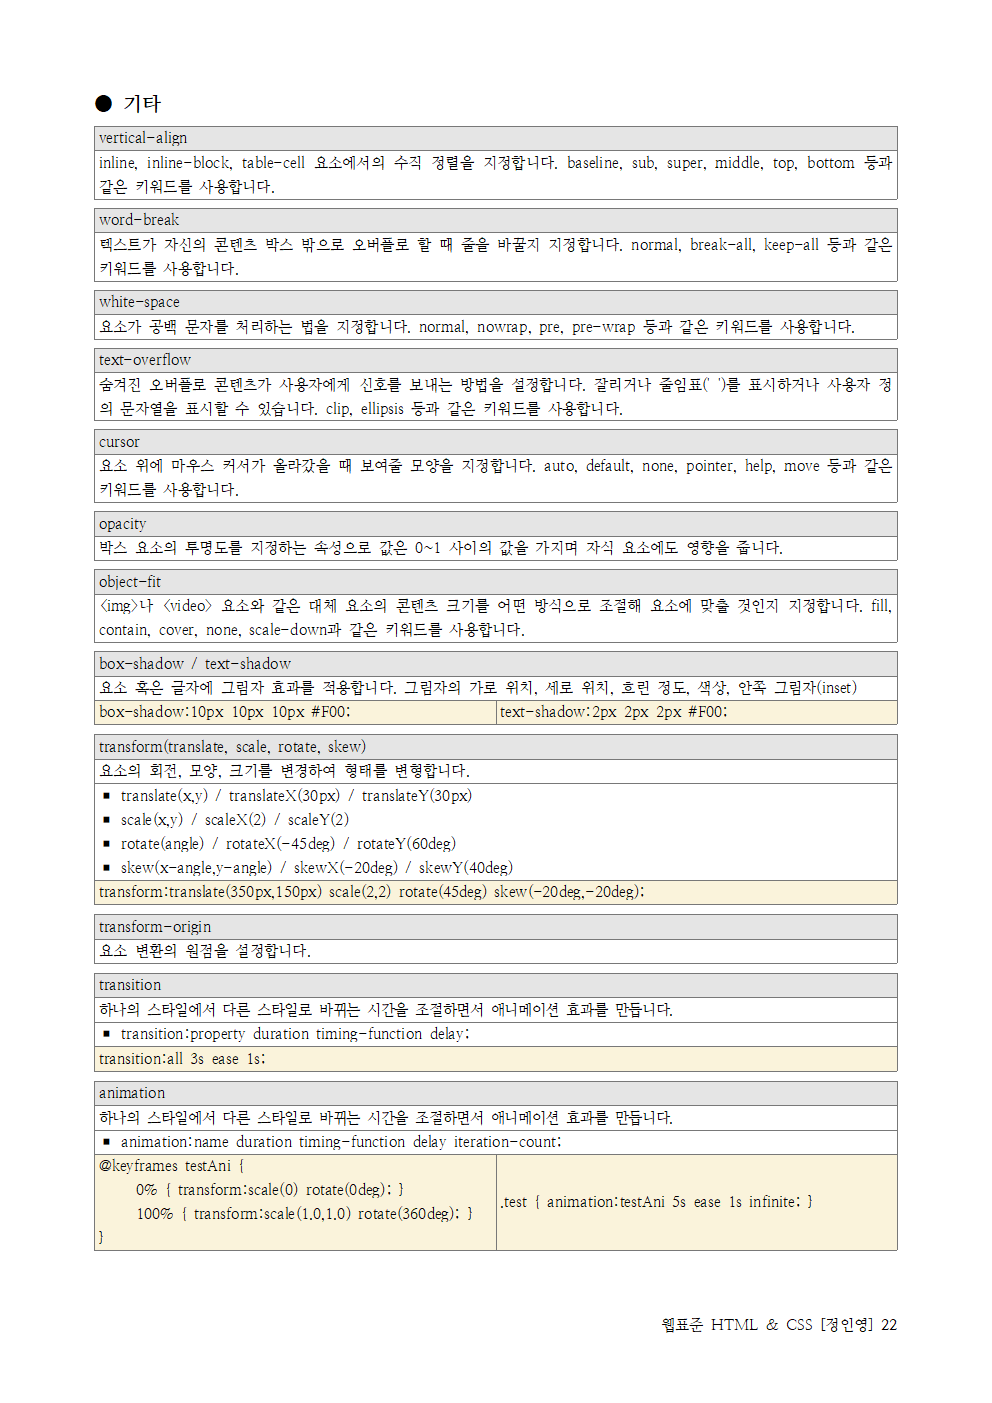 ● 기타
vertical-align
inline, inline-block, table-cell 요소에서의 수직 정렬을 지정합니다. baseline, sub, super, middle, top, bottom 등과
같은 키워드를 사용합니다.
word-break
텍스트가 자신의 콘텐츠 박스 밖으로 오버플로 할 때 줄을 바꿀지 지정합니다. normal, break-all, keep-all 등과 같은
키워드를 사용합니다.
white-space
요소가 공백 문자를 처리하는 법을 지정합니다. normal, nowrap, pre, pre-wrap 등과 같은 키워드를 사용합니다.
text-overflow
숨겨진 오버플로 콘텐츠가 사용자에게 신호를 보내는 방법을 설정합니다. 잘리거나 줄임표(' ')를 표시하거나 사용자 정
의 문자열을 표시할 수 있습니다. clip, ellipsis 등과 같은 키워드를 사용합니다.
cursor
요소 위에 마우스 커서가 올라갔을 때 보여줄 모양을 지정합니다. auto, default, none, pointer, help, move 등과 같은
키워드를 사용합니다.
opacity
박스 요소의 투명도를 지정하는 속성으로 값은 0~1 사이의 값을 가지며 자식 요소에도 영향을 줍니다.
object-fit
<img>나 <video> 요소와 같은 대체 요소의 콘텐츠 크기를 어떤 방식으로 조절해 요소에 맞출 것인지 지정합니다. fill,
contain, cover, none, scale-down과 같은 키워드를 사용합니다.
box-shadow / text-shadow
요소 혹은 글자에 그림자 효과를 적용합니다. 그림자의 가로 위치, 세로 위치, 흐린 정도, 색상, 안쪽 그림자(inset)
box-shadow:10px 10px 10px #F00; text-shadow:2px 2px 2px #F00;
transform(translate, scale, rotate, skew)
요소의 회전, 모양, 크기를 변경하여 형태를 변형합니다.
▪ translate(x,y) / translateX(30px) / translateY(30px)
▪ scale(x,y) / scaleX(2) / scaleY(2)
▪ rotate(angle) / rotateX(-45deg) / rotateY(60deg)
▪ skew(x-angle,y-angle) / skewX(-20deg) / skewY(40deg)
transform:translate(350px,150px) scale(2,2) rotate(45deg) skew(-20deg,-20deg);
transform-origin
요소 변환의 원점을 설정합니다.
transition
하나의 스타일에서 다른 스타일로 바뀌는 시간을 조절하면서 애니메이션 효과를 만듭니다.
▪ transition:property duration timing-function delay;
transition:all 3s ease 1s;
animation
하나의 스타일에서 다른 스타일로 바뀌는 시간을 조절하면서 애니메이션 효과를 만듭니다.
▪ animation:name duration timing-function delay iteration-count;
@keyframes testAni {
0% { transform:scale(0) rotate(0deg); }
100% { transform:scale(1.0,1.0) rotate(360deg); }
}
.test { animation:testAni 5s ease 1s infinite; }
웹표준 HTML & CSS [정인영] 22